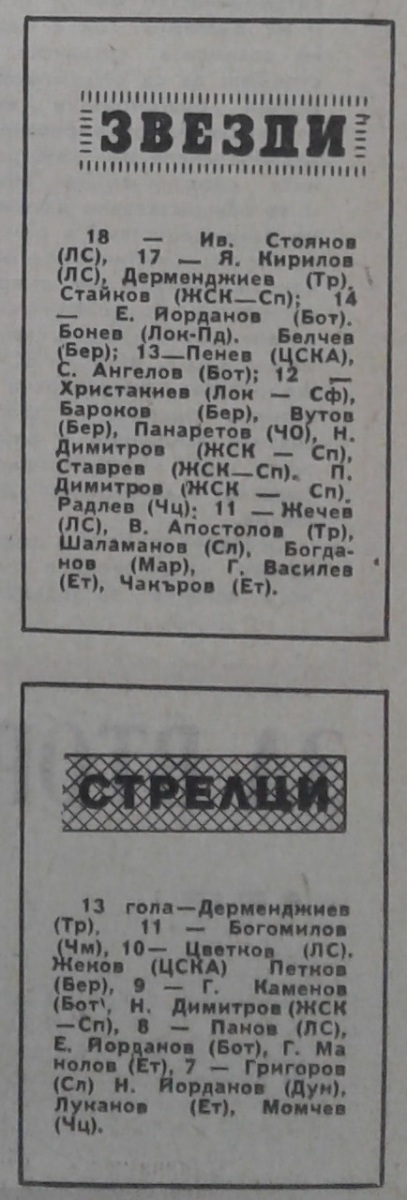 ЗВЕЗДИ
18 — Ив. Стоянов
(ЛС), 17 — Я. Кирилов
(ЛС), Дерменджиев (Тр),
Стайков (ЖСК—Сп); 14
— Е. Йорданов (Бот).
Бонев (Лок-Пд). Белчев
(Бер); 13—Пенев (ЦСКА),
С. Ангелов (Бот); 12 —
Христакиев (Лок — Сф),
Бароков (Бер), Вутов
(Бер), Панаретов (ЧО), Н.
Димитров (ЖСК — Сп),
Ставрев (ЖСК—Сп). П.
Димитров (ЖСК — Сп).
Радлев (Чц); 11 — Жечев
(ЛС), В. Апостолов (Тр),
Шаламанов (Сл), Богда-
нов (Мар), Г. Василев
(Ет), Чакъров (Ет).
СТРЕЛЦИ
13 гола—Дерменджиев
(Тр), 11 — Богомилов
(Чм), 10— Цветков (ЛС),
Жеков (ЦСКА) Петков
(Бер), 9 — Г. Каменов
(Бот), Н. Димитров (ЖСК
—Сп), 8 — Панов (ЛС),
Е. Йорданов (Бот), Г. Ма
нолов (Ет), 7 — Григоров
(Сл) Н. Йорданов (Дун),
Луканов (Ет), Момчев
(Чц).